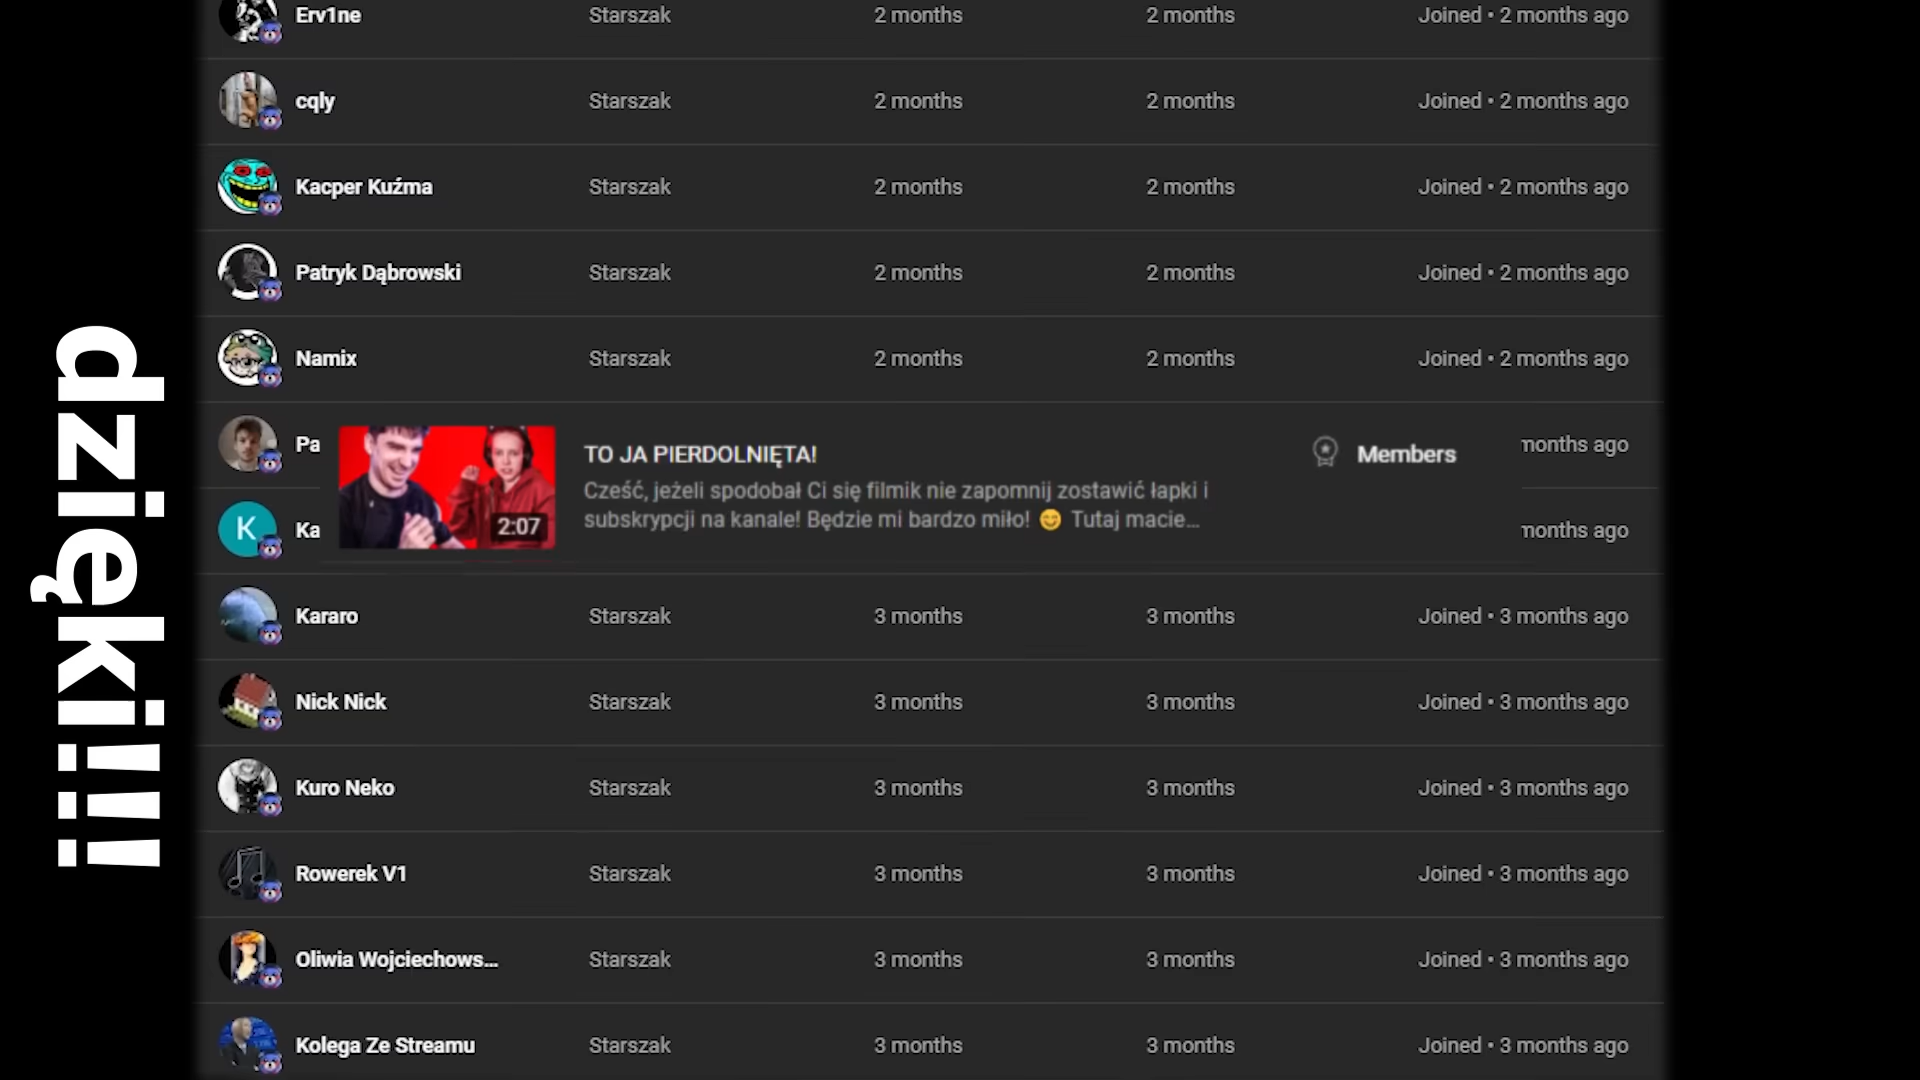 dzięki!!!
Erv1ne Starszak 2 months 2 months Joined • 2 months ago
cqly Starszak 2 months 2 months Joined • 2 months ago
Kacper Kuźma Starszak 2 months 2 months Joined • 2 months ago
Patryk Dąbrowski Starszak 2 months 2 months Joined • 2 months ago
Namix Starszak 2 months 2 months Joined • 2 months ago
Pa months ago
TO JA PIERDOLNIĘTA! Members
Cześć, jeżeli spodobał Ci się filmik nie zapomnij zostawić łapki i
subskrypcji na kanale! Będzie mi bardzo miło! 😊 Tutaj macie...
2:07
K Ka months ago
Kararo Starszak 3 months 3 months Joined • 3 months ago
Nick Nick Starszak 3 months 3 months Joined • 3 months ago
Kuro Neko Starszak 3 months 3 months Joined • 3 months ago
Rowerek V1 Starszak 3 months 3 months Joined • 3 months ago
Oliwia Wojciechows... Starszak 3 months 3 months Joined • 3 months ago
Kolega Ze Streamu Starszak 3 months 3 months Joined • 3 months ago